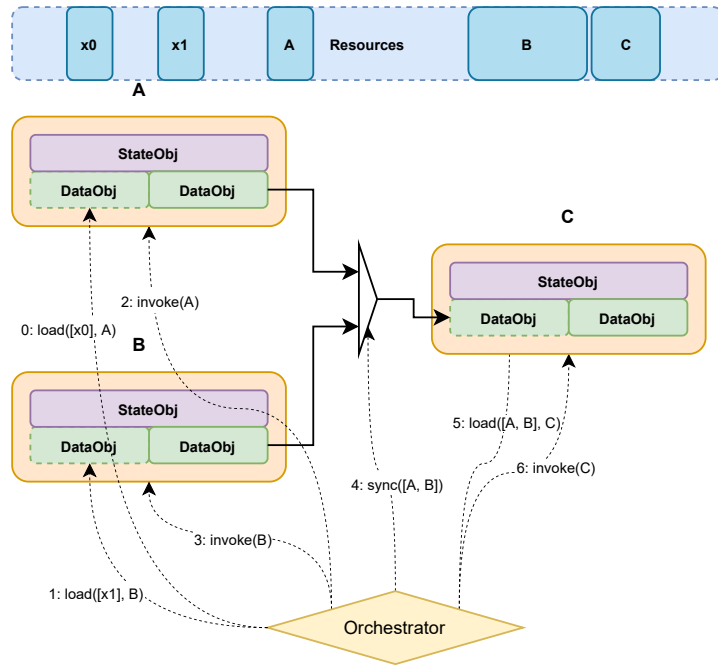 x0
x1
A
Resources
B
C
A
StateObj
DataObj
DataObj
C
StateObj
DataObj
DataObj
2: invoke(A)
0: load([x0], A)
B
StateObj
DataObj
DataObj
5: load([A, B], C)
6: invoke(C)
4: sync([A, B])
3: invoke(B)
1: load([x1], B)
Orchestrator